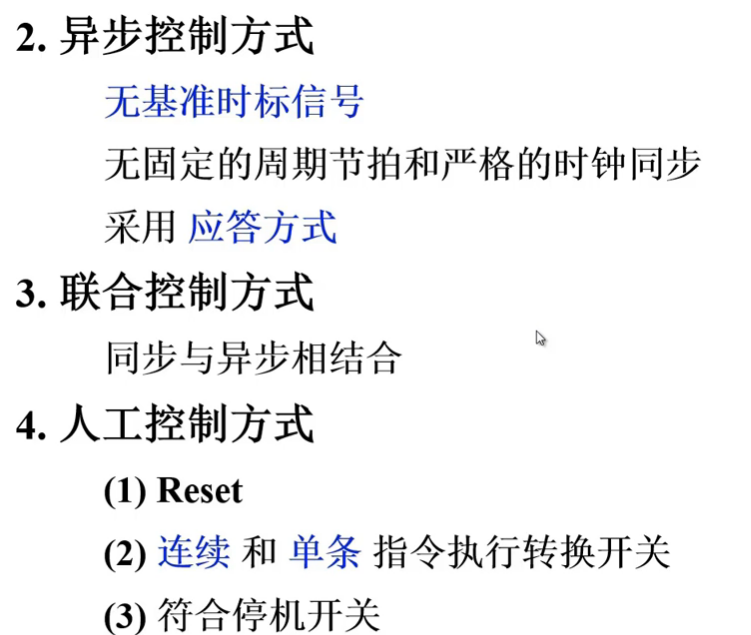 2. 异步控制方式
无基准时标信号
无固定的周期节拍和严格的时钟同步
采用 应答方式
3. 联合控制方式
同步与异步相结合
4. 人工控制方式
(1) Reset
(2) 连续 和 单条 指令执行转换开关
(3) 符合停机开关